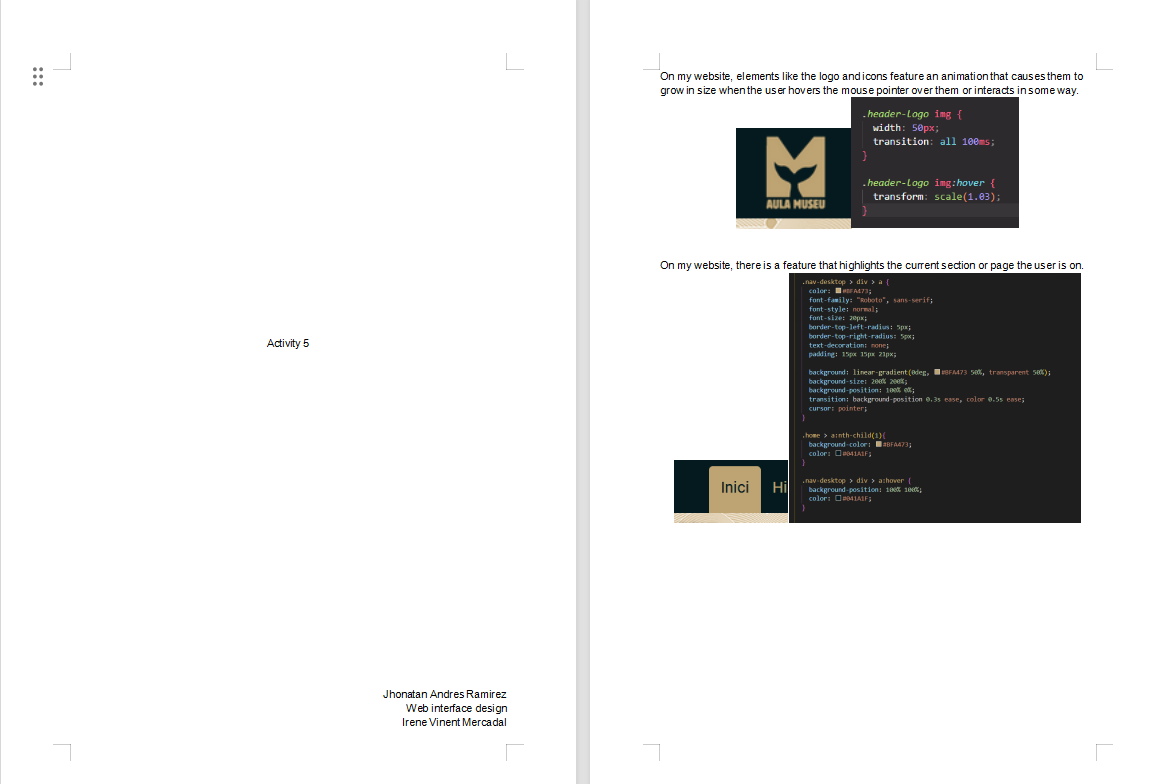 Activity 5
Jhonatan Andres Ramirez
Web interface design
Irene Vinent Mercadal
On my website, elements like the logo and icons feature an animation that causes them to
grow in size when the user hovers the mouse pointer over them or interacts in some way.
AULA MUSEU
.header-logo img {
width: 50px;
transition: all 100ms;
}
.header-logo img:hover {
transform: scale(1.03);
}
On my website, there is a feature that highlights the current section or page the user is on.
Inici Hi
.nav-desktop > div > a {
color: #BFA473;
font-family: "Roboto", sans-serif;
font-style: normal;
font-size: 20px;
border-top-left-radius: 5px;
border-top-right-radius: 5px;
text-decoration: none;
padding: 15px 15px 21px;
background: linear-gradient(0deg, #BFA473 50%, transparent 50%);
background-size: 200% 200%;
background-position: 100% 0%;
transition: background-position 0.3s ease, color 0.5s ease;
cursor: pointer;
}
.home > a:nth-child(1){
background-color: #BFA473;
color: #041A1F;
}
.nav-desktop > div > a:hover {
background-position: 100% 100%;
color: #041A1F;
}